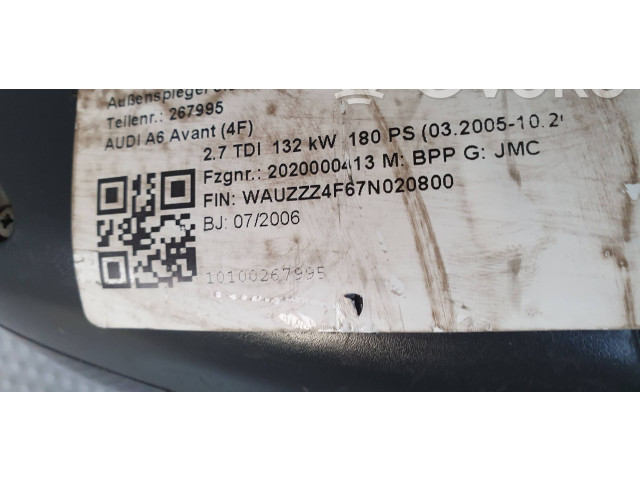 Außenspiegel
Teilenr.: 267995
AUDI A6 Avant (4F)
2.7 TDI 132 kW 180 PS (03.2005-10.2
Fzgnr.: 2020000413 M: BPP G: JMC
FIN: WAUZZZ4F67N020800
BJ: 07/2006
10100267995